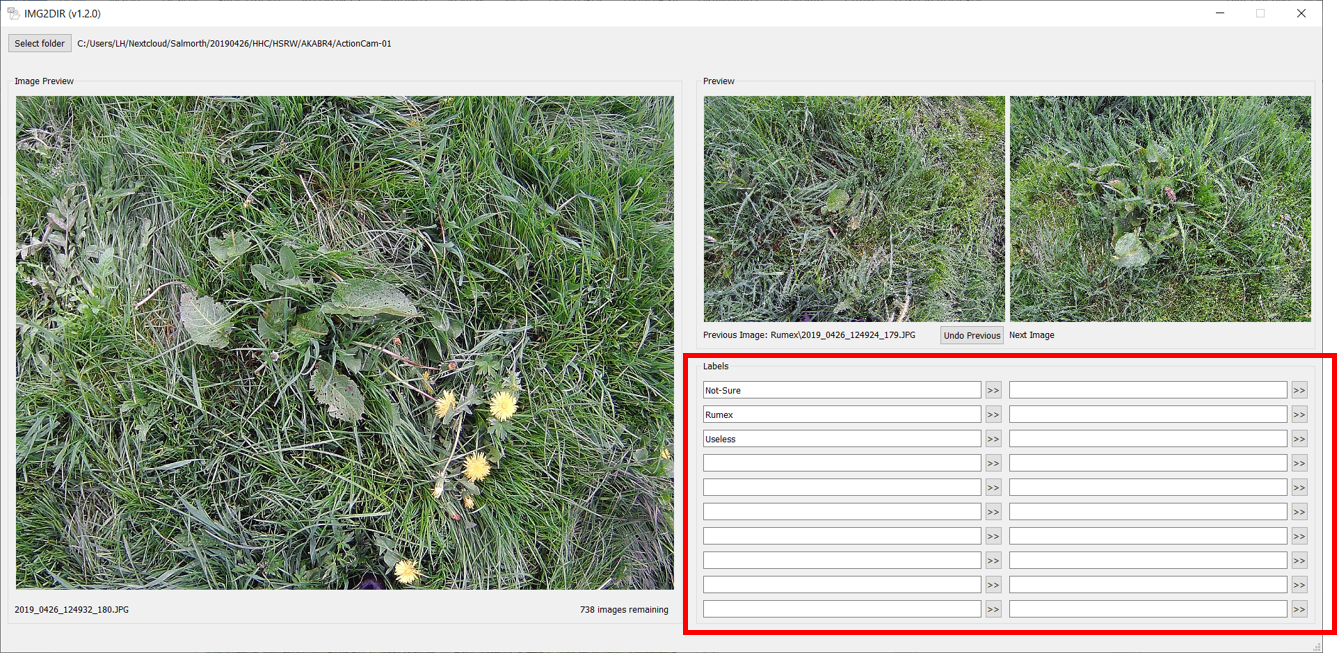 IMG2DIR (v1.2.0)
Select folder C:/Users/LH/Nextcloud/Salmorth/20190426/HHC/HSRW/AKABR4/ActionCam-01
Image Preview
2019_0426_124932_180.JPG 738 images remaining
Preview
Previous Image: Rumex\2019_0426_124924_179.JPG Undo Previous Next Image
Labels
Not-Sure >> >>
Rumex >> >>
Useless >> >>
>> >>
>> >>
>> >>
>> >>
>> >>
>> >>
>> >>